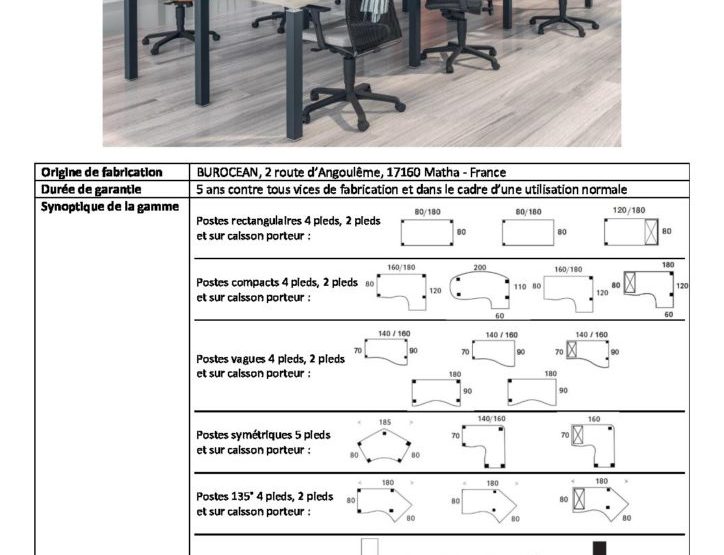 Origine de fabrication
BUROCEAN, 2 route d’Angoulême, 17160 Matha - France
Durée de garantie
5 ans contre tous vices de fabrication et dans le cadre d’une utilisation normale
Synoptique de la gamme
Postes rectangulaires 4 pieds, 2 pieds
et sur caisson porteur :
80/180
80
80/180
80
120/180
80
Postes compacts 4 pieds, 2 pieds
et sur caisson porteur :
80
160/180
120
200
110
60
80
160/180
120
80
180
120
60
Postes vagues 4 pieds, 2 pieds
et sur caisson porteur :
140 / 160
70
90
140 / 160
70
90
140 / 160
70
90
180
90
180
90
Postes symétriques 5 pieds
et sur caisson porteur :
< 185 >
80
80
140/160
70
160
70
Postes 135° 4 pieds, 2 pieds
et sur caisson porteur :
< 180 >
80
80
< 180 >
80
80
< 180 >
80
80